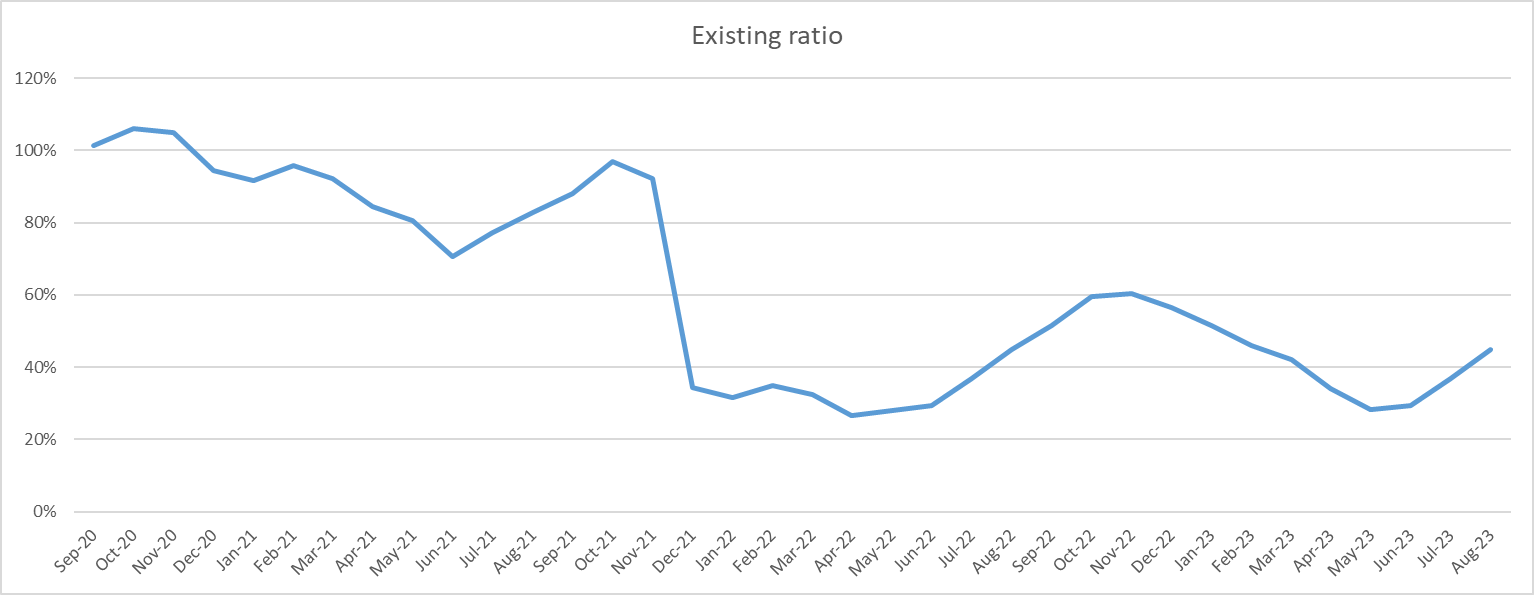 Existing ratio
120%
100%
80%
60%
40%
20%
0%
Sep-20
Oct-20
Nov-20
Dec-20
Jan-21
Feb-21
Mar-21
Apr-21
May-21
Jun-21
Jul-21
Aug-21
Sep-21
Oct-21
Nov-21
Dec-21
Jan-22
Feb-22
Mar-22
Apr-22
May-22
Jun-22
Jul-22
Aug-22
Sep-22
Oct-22
Nov-22
Dec-22
Jan-23
Feb-23
Mar-23
Apr-23
May-23
Jun-23
Jul-23
Aug-23